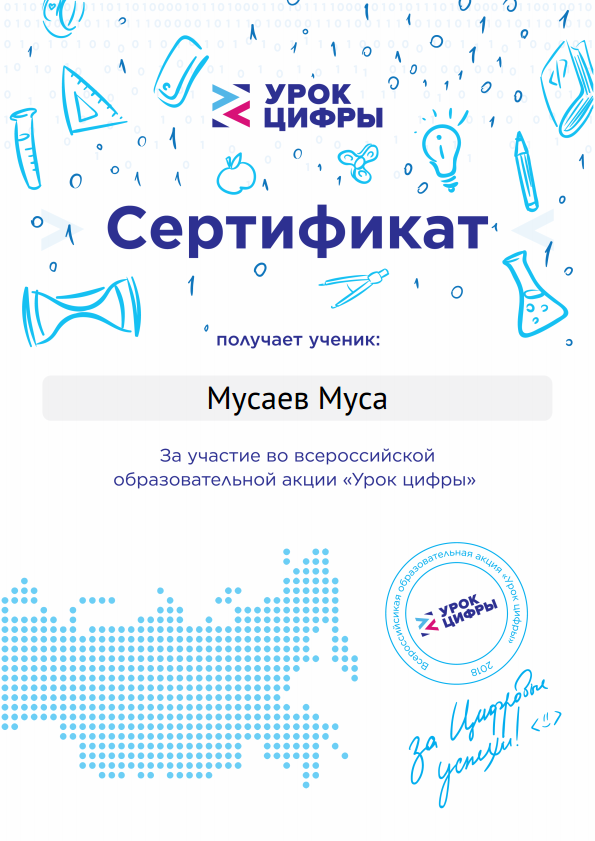 УРОК
ЦИФРЫ
Сертификат
получает ученик:
Мусаев Муса
За участие во всероссийской
образовательной акции «Урок цифры»
Всероссийская образовательная акция «Урок цифры»
УРОК
ЦИФРЫ
2018
за Цифровые
успехи! <😊>